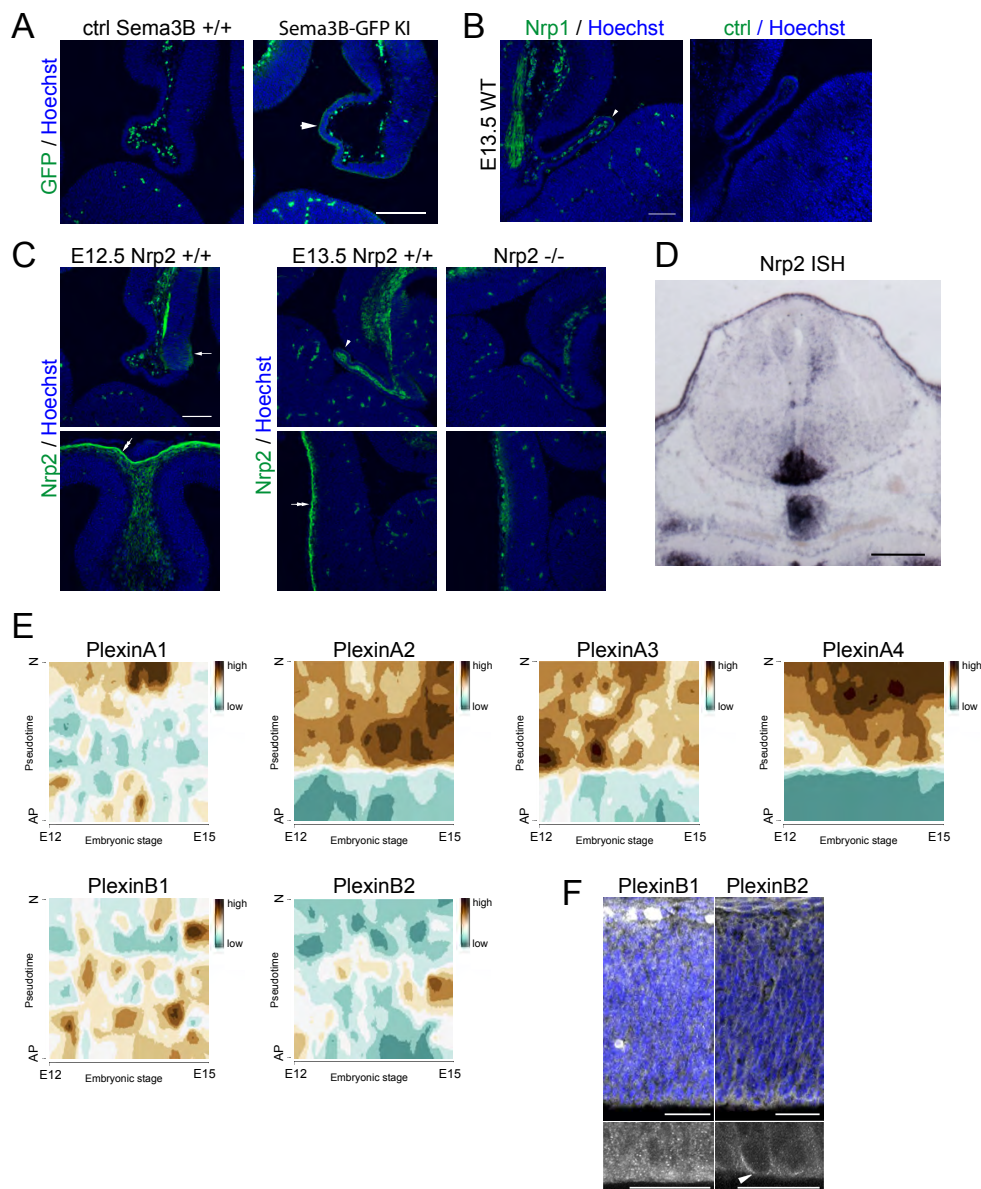 A
ctrl Sema3B +/+
Sema3B-GFP KI
GFP / Hoechst
B
Nrp1 / Hoechst
ctrl / Hoechst
E13.5 WT
C
E12.5 Nrp2 +/+
E13.5 Nrp2 +/+
Nrp2 -/-
Nrp2 / Hoechst
Nrp2 / Hoechst
D
Nrp2 ISH
E
PlexinA1
N
Pseudotime
AP
E12
Embryonic stage
E15
high
low
PlexinA2
N
Pseudotime
AP
E12
Embryonic stage
E15
high
low
PlexinA3
N
Pseudotime
AP
E12
Embryonic stage
E15
high
low
PlexinA4
N
Pseudotime
AP
E12
Embryonic stage
E15
high
low
PlexinB1
N
Pseudotime
AP
E12
Embryonic stage
E15
high
low
PlexinB2
N
Pseudotime
AP
E12
Embryonic stage
E15
high
low
F
PlexinB1
PlexinB2